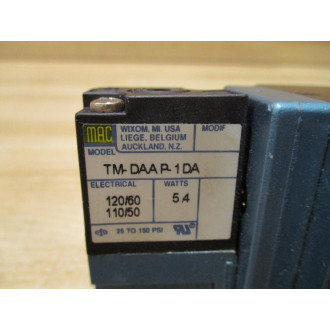 MAC
WIXOM, MI. USA
LIEGE, BELGIUM
AUCKLAND, N.Z.
MODIF
MODEL
TM-DAAP-1DA
ELECTRICAL
WATTS
120/60
110/50
5.4
25 TO 150 PSI